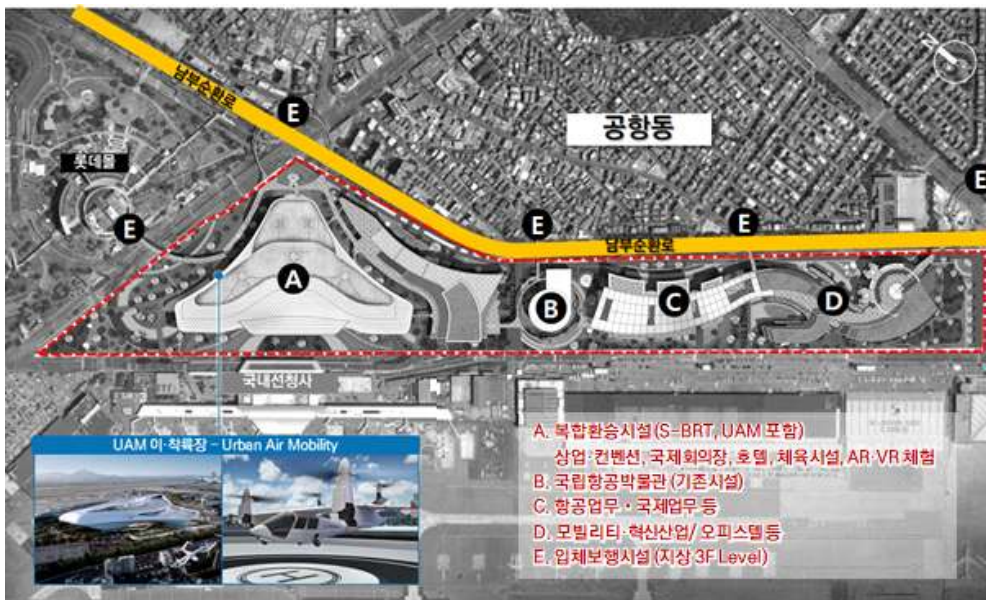 남부순환로
E
공항동
N
롯데몰
E
E
E
E
남부순환로
A
B
C
D
국내선청사
UAM 이·착륙장 – Urban Air Mobility
H
A. 복합환승시설 (S-BRT, UAM 포함)
상업·컨벤션, 국제회의장, 호텔, 체육시설, AR·VR 체험
B. 국립항공박물관 (기존시설)
C. 항공업무·국제업무 등
D. 모빌리티·혁신산업/ 오피스텔 등
E. 입체보행시설 (지상 3F Level)